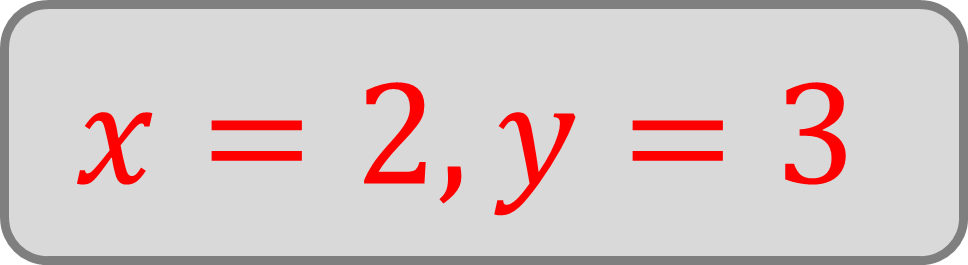 x = 2, y = 3